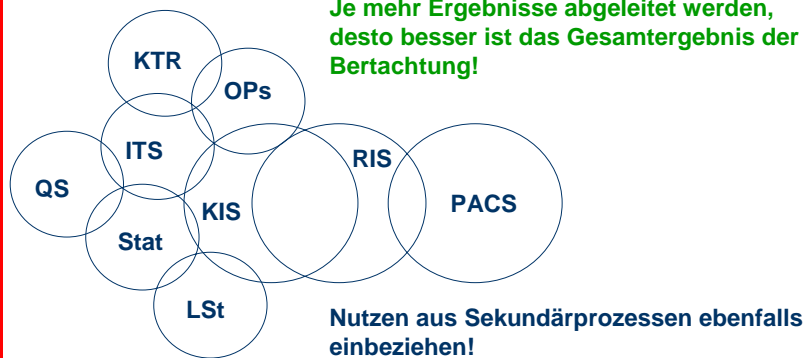 Je mehr Ergebnisse abgeleitet werden,
desto besser ist das Gesamtergebnis der
Bertachtung!
KTR
OPs
ITS
RIS
QS
KIS
PACS
Stat
LSt
Nutzen aus Sekundärprozessen ebenfalls
einbeziehen!